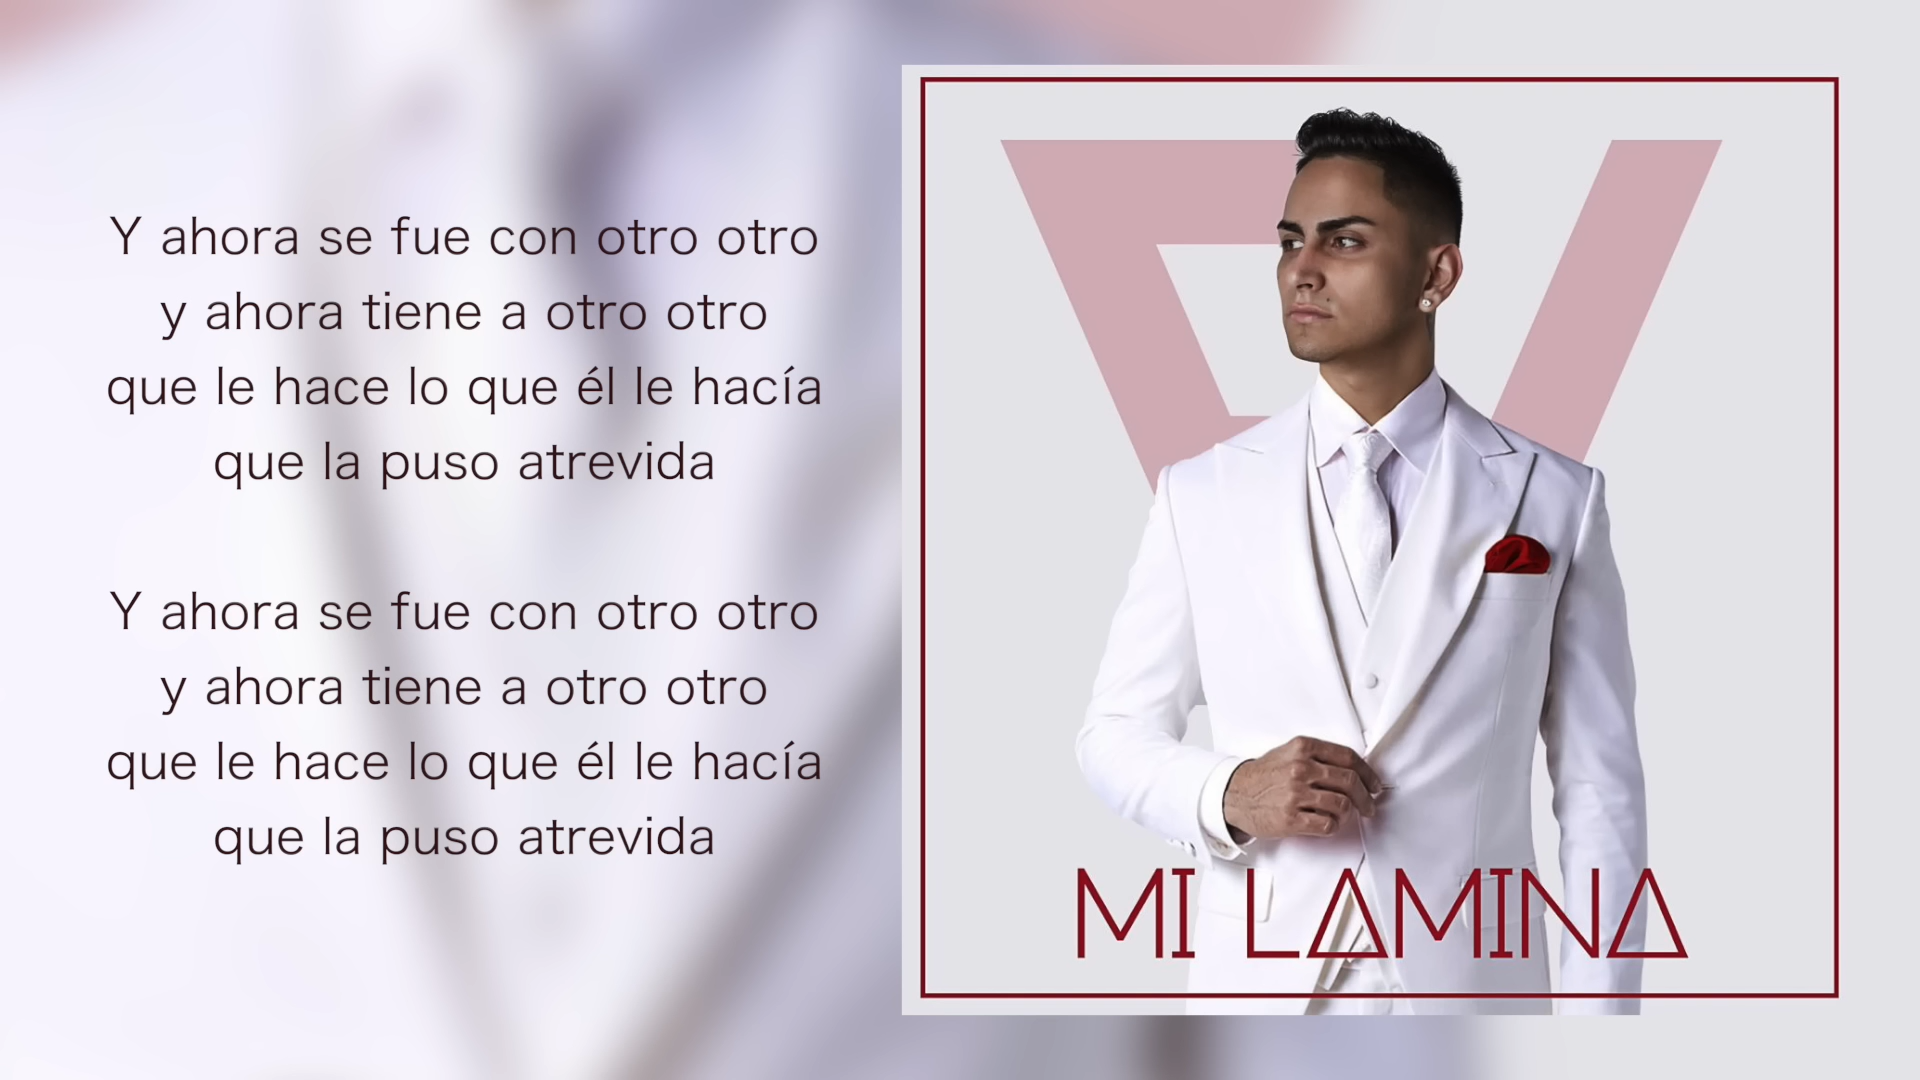 Y ahora se fue con otro otro
y ahora tiene a otro otro
que le hace lo que él le hacía
que la puso atrevida
Y ahora se fue con otro otro
y ahora tiene a otro otro
que le hace lo que él le hacía
que la puso atrevida
MI LAMINA